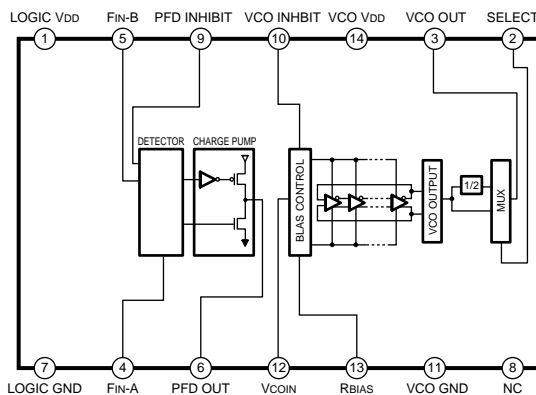 LOGIC VDD FIN-B PFD INHIBIT VCO INHBIT VCO VDD VCO OUT SELECT
1 5 9 10 14 3 2
DETECTOR CHARGE PUMP
BLAS CONTROL
VCO OUTPUT
1/2
MUX
7 4 6 12 13 11 8
LOGIC GND FIN-A PFD OUT VCOIN RBIAS VCO GND NC